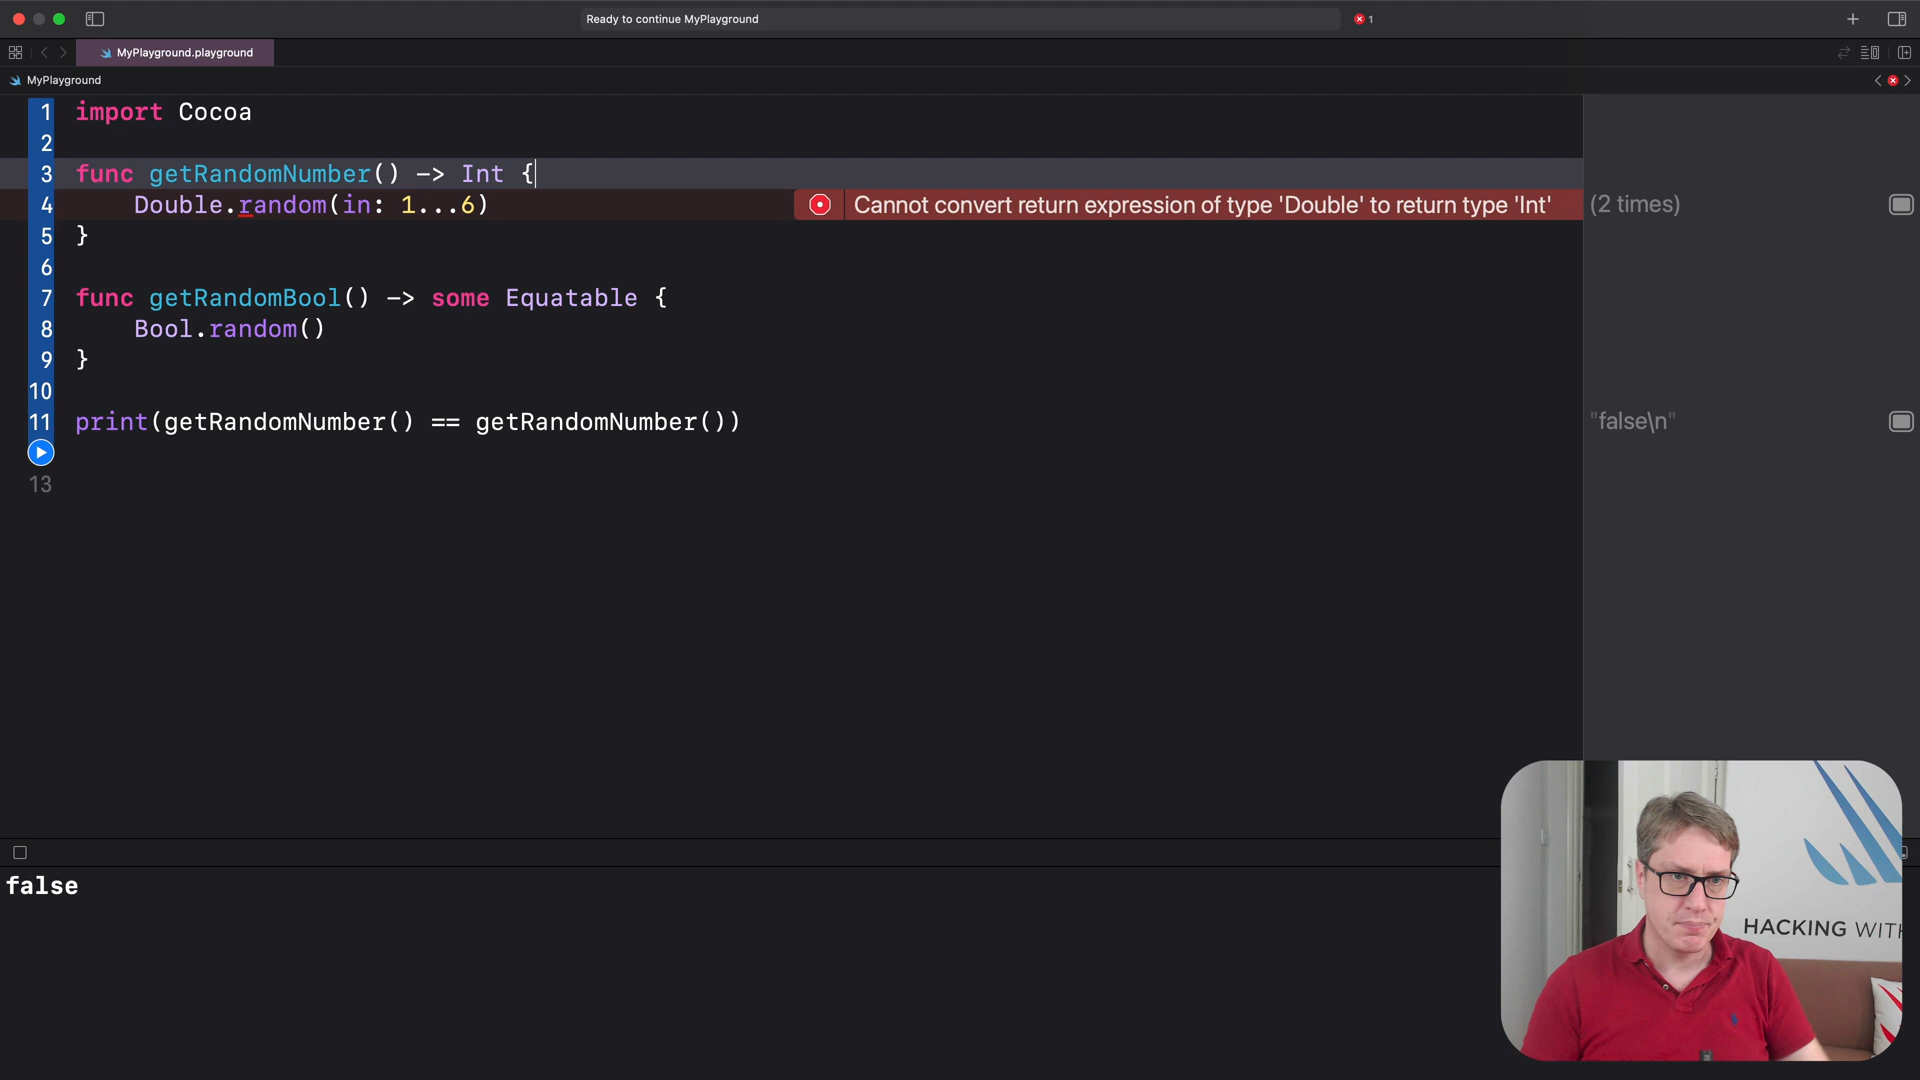 Ready to continue MyPlayground
1
MyPlayground.playground
MyPlayground
1 import Cocoa
2
3 func getRandomNumber() -> Int {
4 Double.random(in: 1...6)
Cannot convert return expression of type 'Double' to return type 'Int'
(2 times)
5 }
6
7 func getRandomBool() -> some Equatable {
8 Bool.random()
9 }
10
11 print(getRandomNumber() == getRandomNumber())
"false\n"
13
false
HACKING WITH